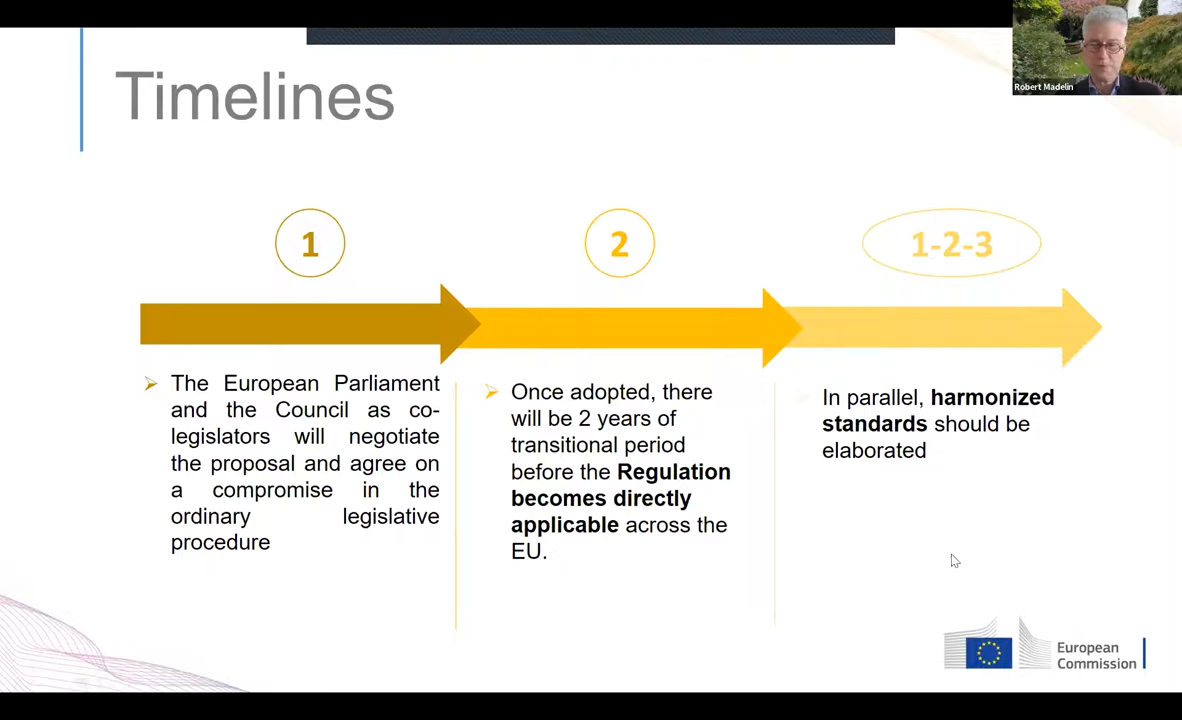 Timelines
Robert Madelin
1
2
1-2-3
The European Parliament
and the Council as co-
legislators will negotiate
the proposal and agree on
a compromise in the
ordinary legislative
procedure
Once adopted, there
will be 2 years of
transitional period
before the Regulation
becomes directly
applicable across the
EU.
In parallel, harmonized
standards should be
elaborated
European
Commission